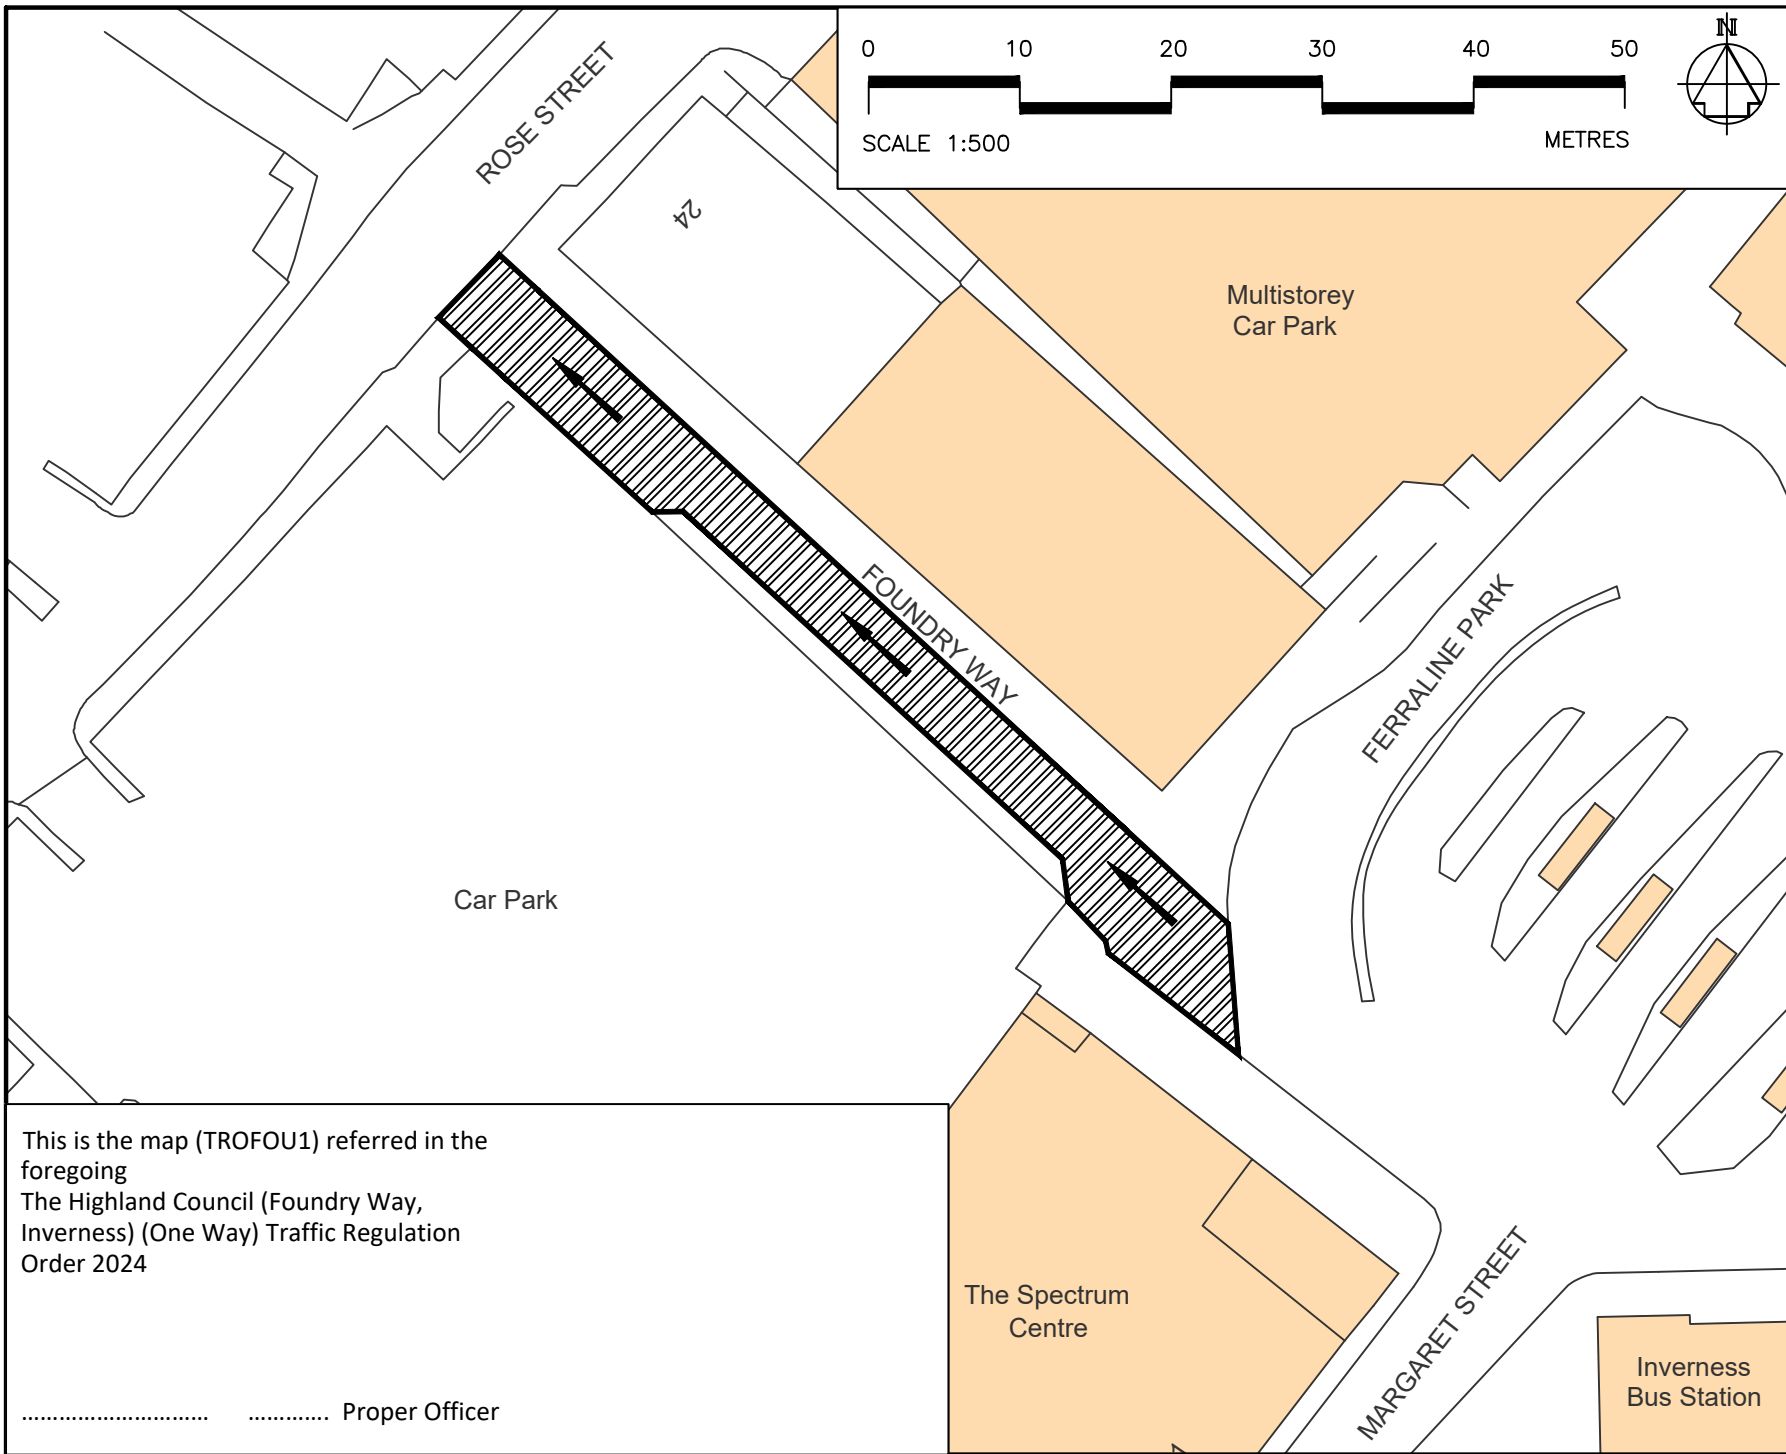 0 10 20 30 40 50
SCALE 1:500
METRES
N
ROSE STREET
24
Multistorey
Car Park
FOUNDRY WAY
FERRALINE PARK
Car Park
This is the map (TROFOU1) referred in the
foregoing
The Highland Council (Foundry Way,
Inverness) (One Way) Traffic Regulation
Order 2024
………………………… …………. Proper Officer
The Spectrum
Centre
MARGARET STREET
Inverness
Bus Station